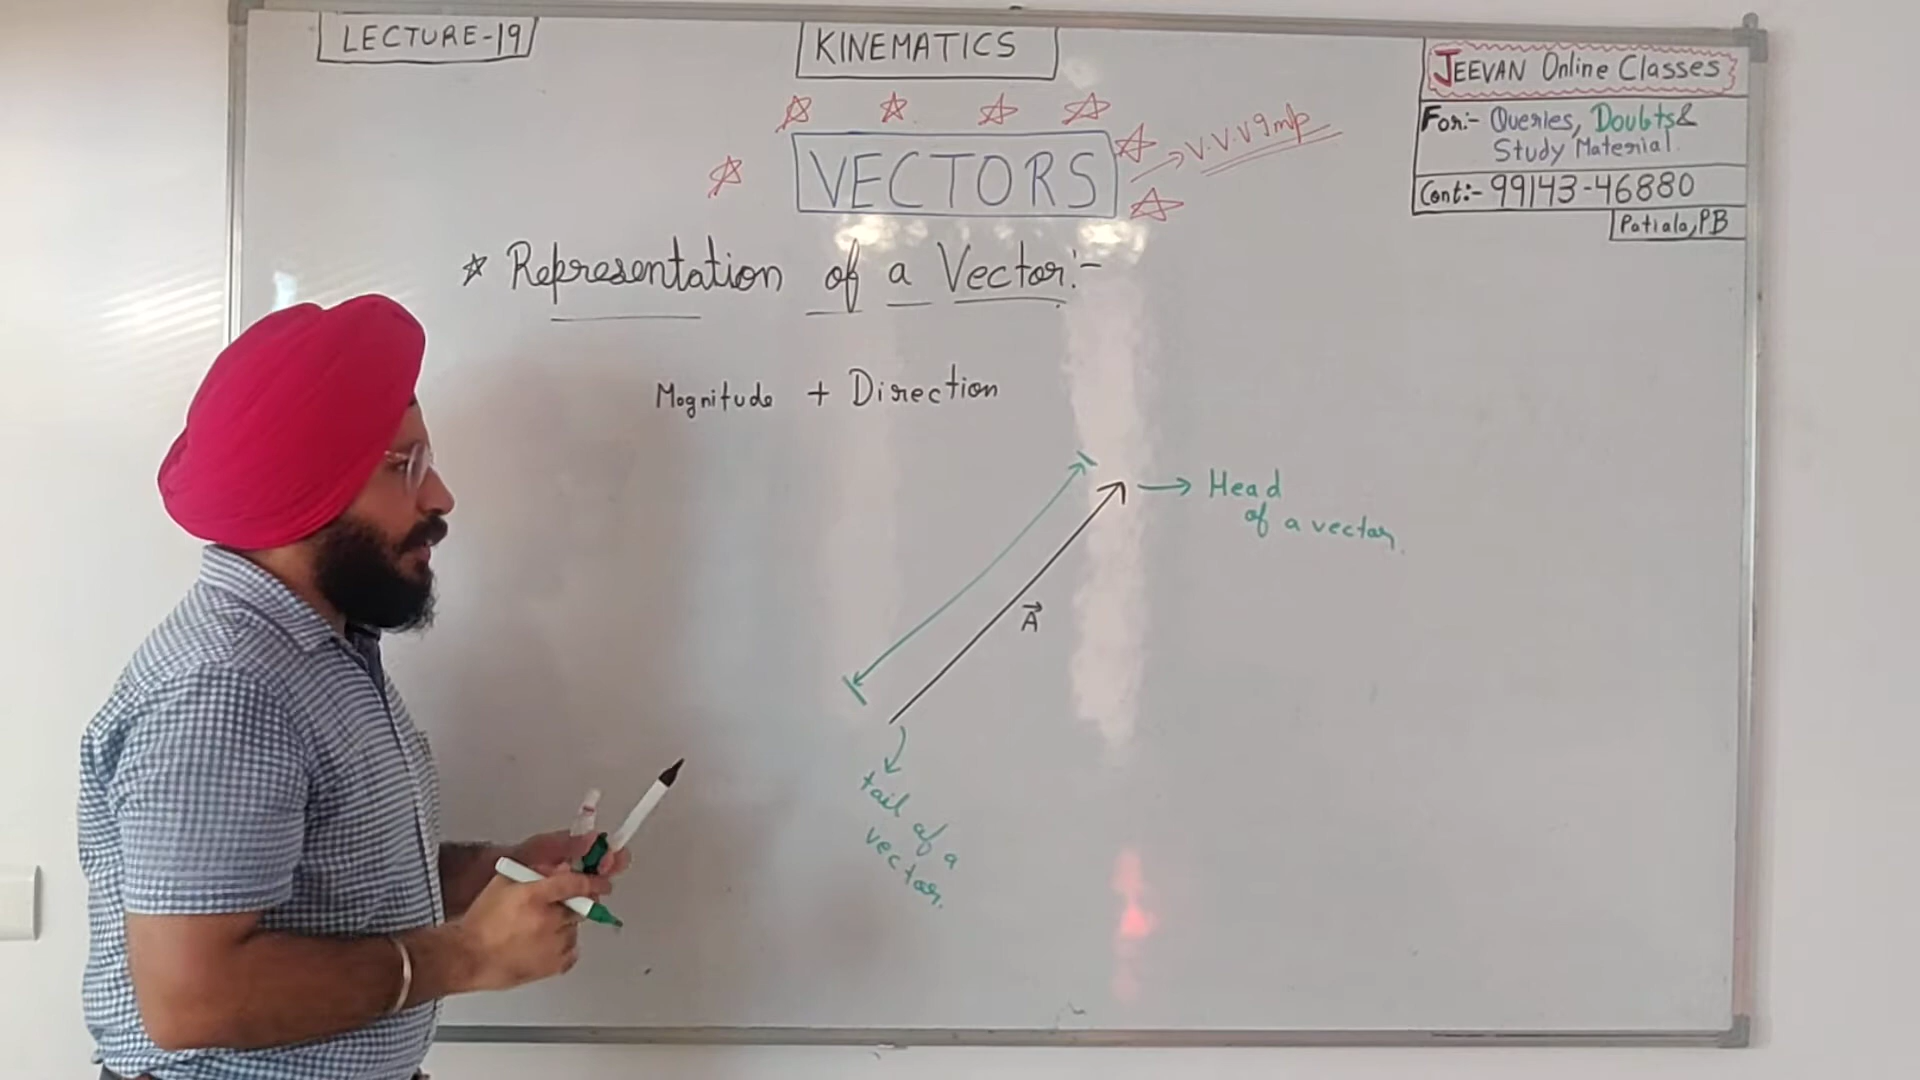 LECTURE-19
KINEMATICS
JEEVAN Online Classes
For:- Queries, Doubts &
Study Material.
Cont:- 99143-46880
Patiala, PB
VECTORS
V.V.V Imp
Representation of a Vector:-
Magnitude + Direction
Head
of a vector.
A
tail of a
vector.